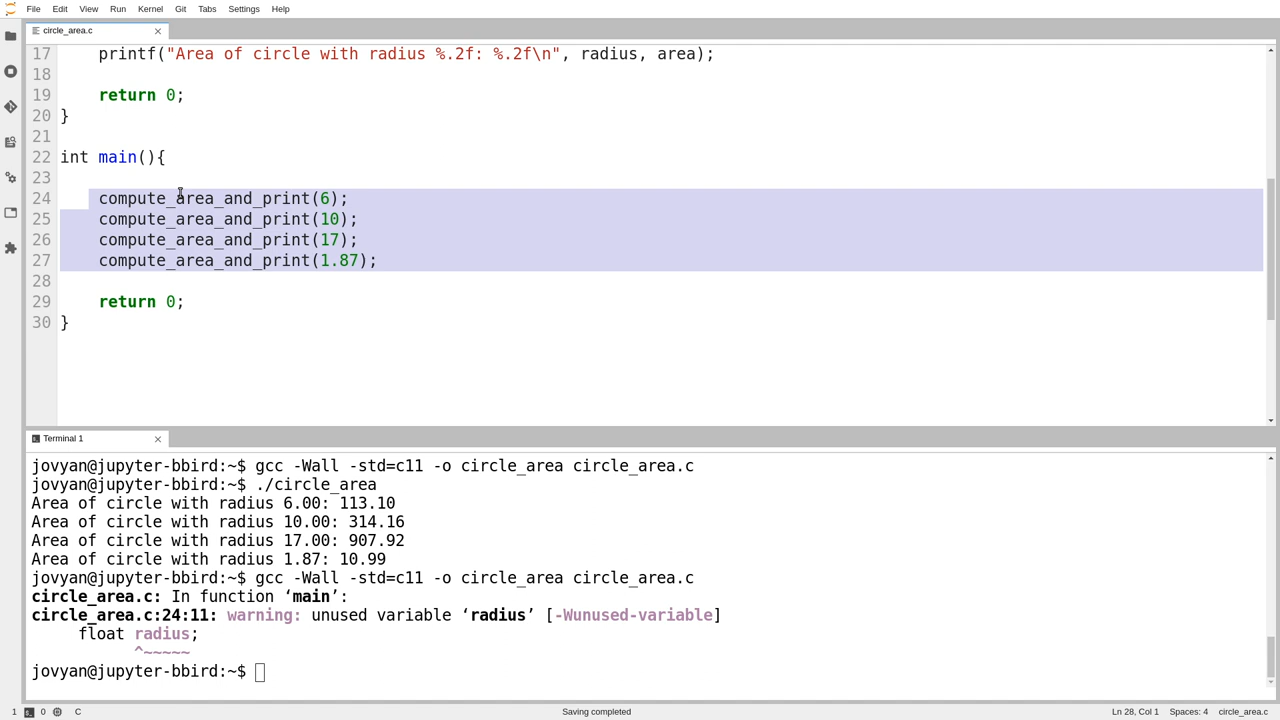 File Edit View Run Kernel Git Tabs Settings Help
circle_area.c
17     printf("Area of circle with radius %.2f: %.2f\n", radius, area);
18
19     return 0;
20 }
21
22 int main(){
23
24     compute_area_and_print(6);
25     compute_area_and_print(10);
26     compute_area_and_print(17);
27     compute_area_and_print(1.87);
28
29     return 0;
30 }
Terminal 1
jovyan@jupyter-bbird:~$ gcc -Wall -std=c11 -o circle_area circle_area.c
jovyan@jupyter-bbird:~$ ./circle_area
Area of circle with radius 6.00: 113.10
Area of circle with radius 10.00: 314.16
Area of circle with radius 17.00: 907.92
Area of circle with radius 1.87: 10.99
jovyan@jupyter-bbird:~$ gcc -Wall -std=c11 -o circle_area circle_area.c
circle_area.c: In function ‘main’:
circle_area.c:24:11: warning: unused variable ‘radius’ [-Wunused-variable]
     float radius;
           ^~~~~~
jovyan@jupyter-bbird:~$
1 0 C Saving completed Ln 28, Col 1 Spaces: 4 circle_area.c